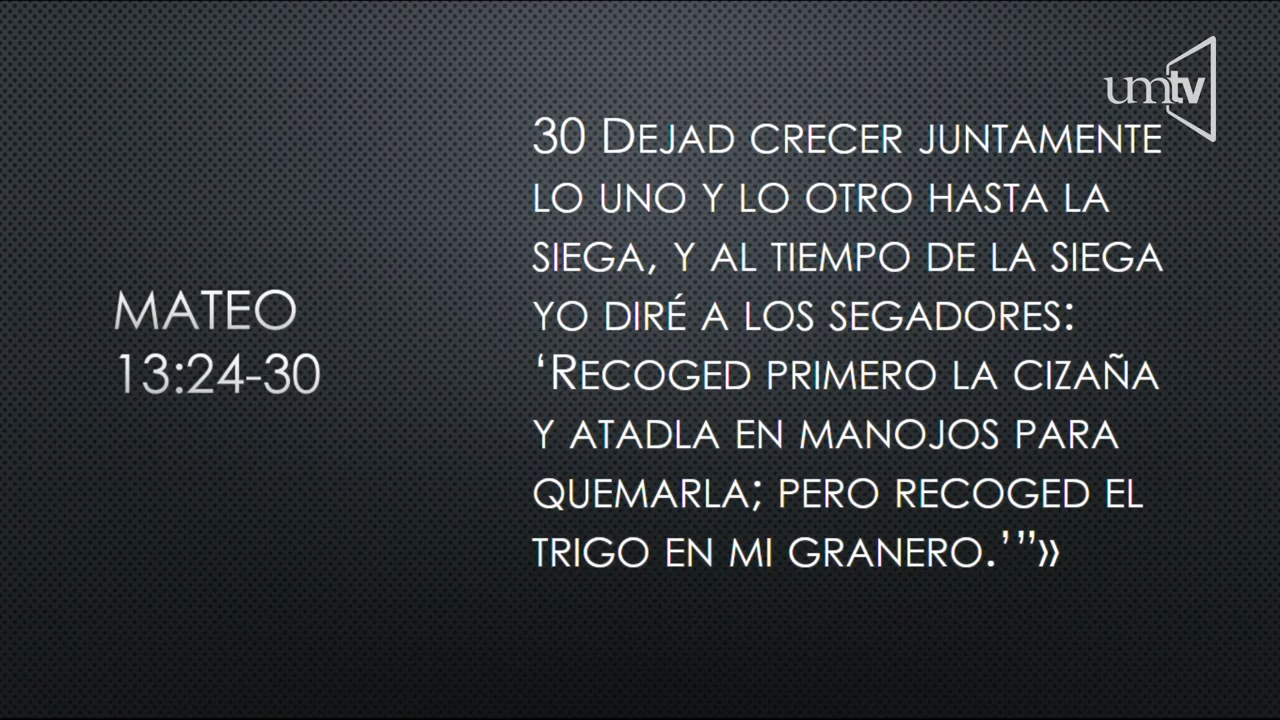 umtv
MATEO
13:24-30
30 DEJAD CRECER JUNTAMENTE
LO UNO Y LO OTRO HASTA LA
SIEGA, Y AL TIEMPO DE LA SIEGA
YO DIRÉ A LOS SEGADORES:
‘RECOGED PRIMERO LA CIZAÑA
Y ATADLA EN MANOJOS PARA
QUEMARLA; PERO RECOGED EL
TRIGO EN MI GRANERO.’”»